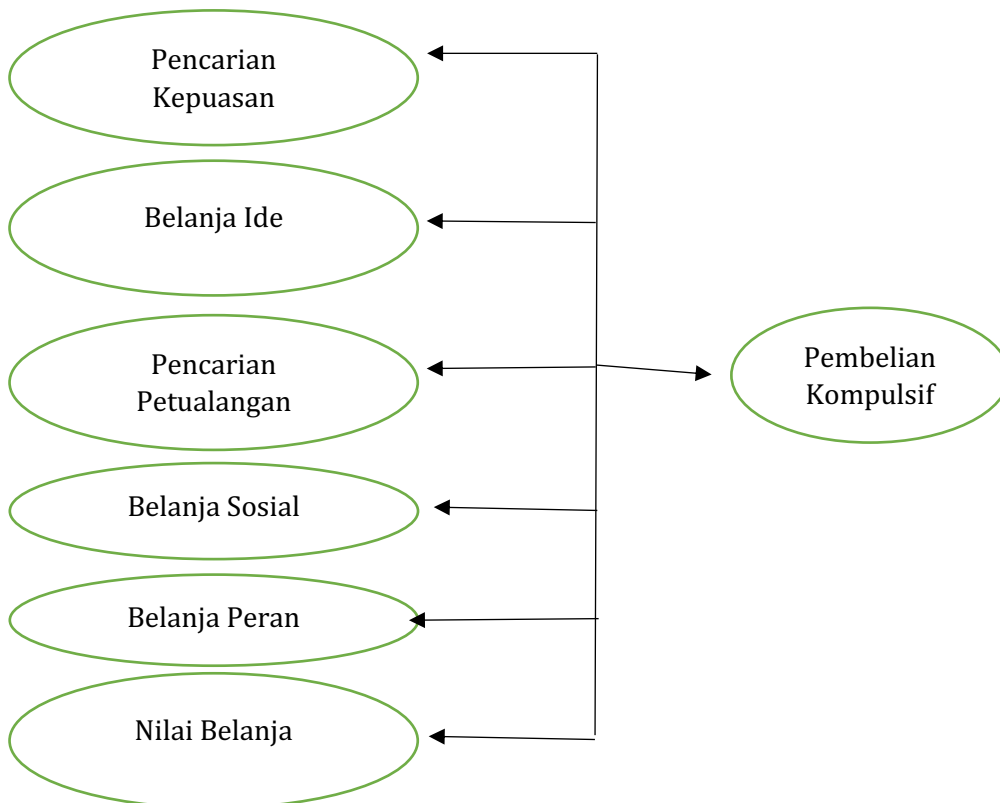 Pencarian
Kepuasan
Belanja Ide
Pencarian
Petualangan
Belanja Sosial
Belanja Peran
Nilai Belanja
Pembelian
Kompulsif